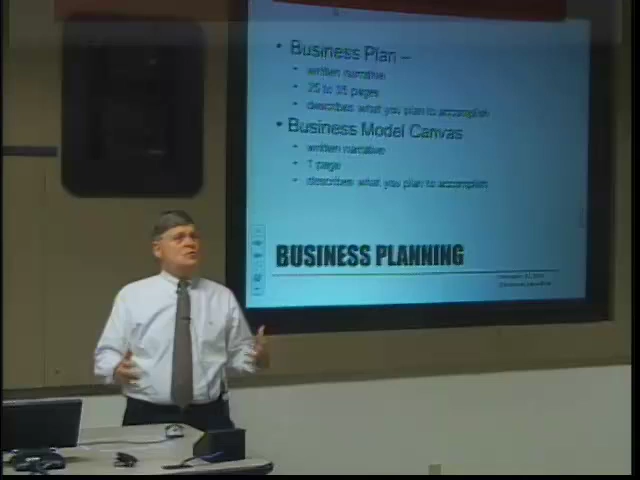 • Business Plan –
- written narrative
- 25 to 35 pages
- describes what you plan to accomplish
• Business Model Canvas
- written narrative
- 1 page
- describes what you plan to accomplish
BUSINESS PLANNING